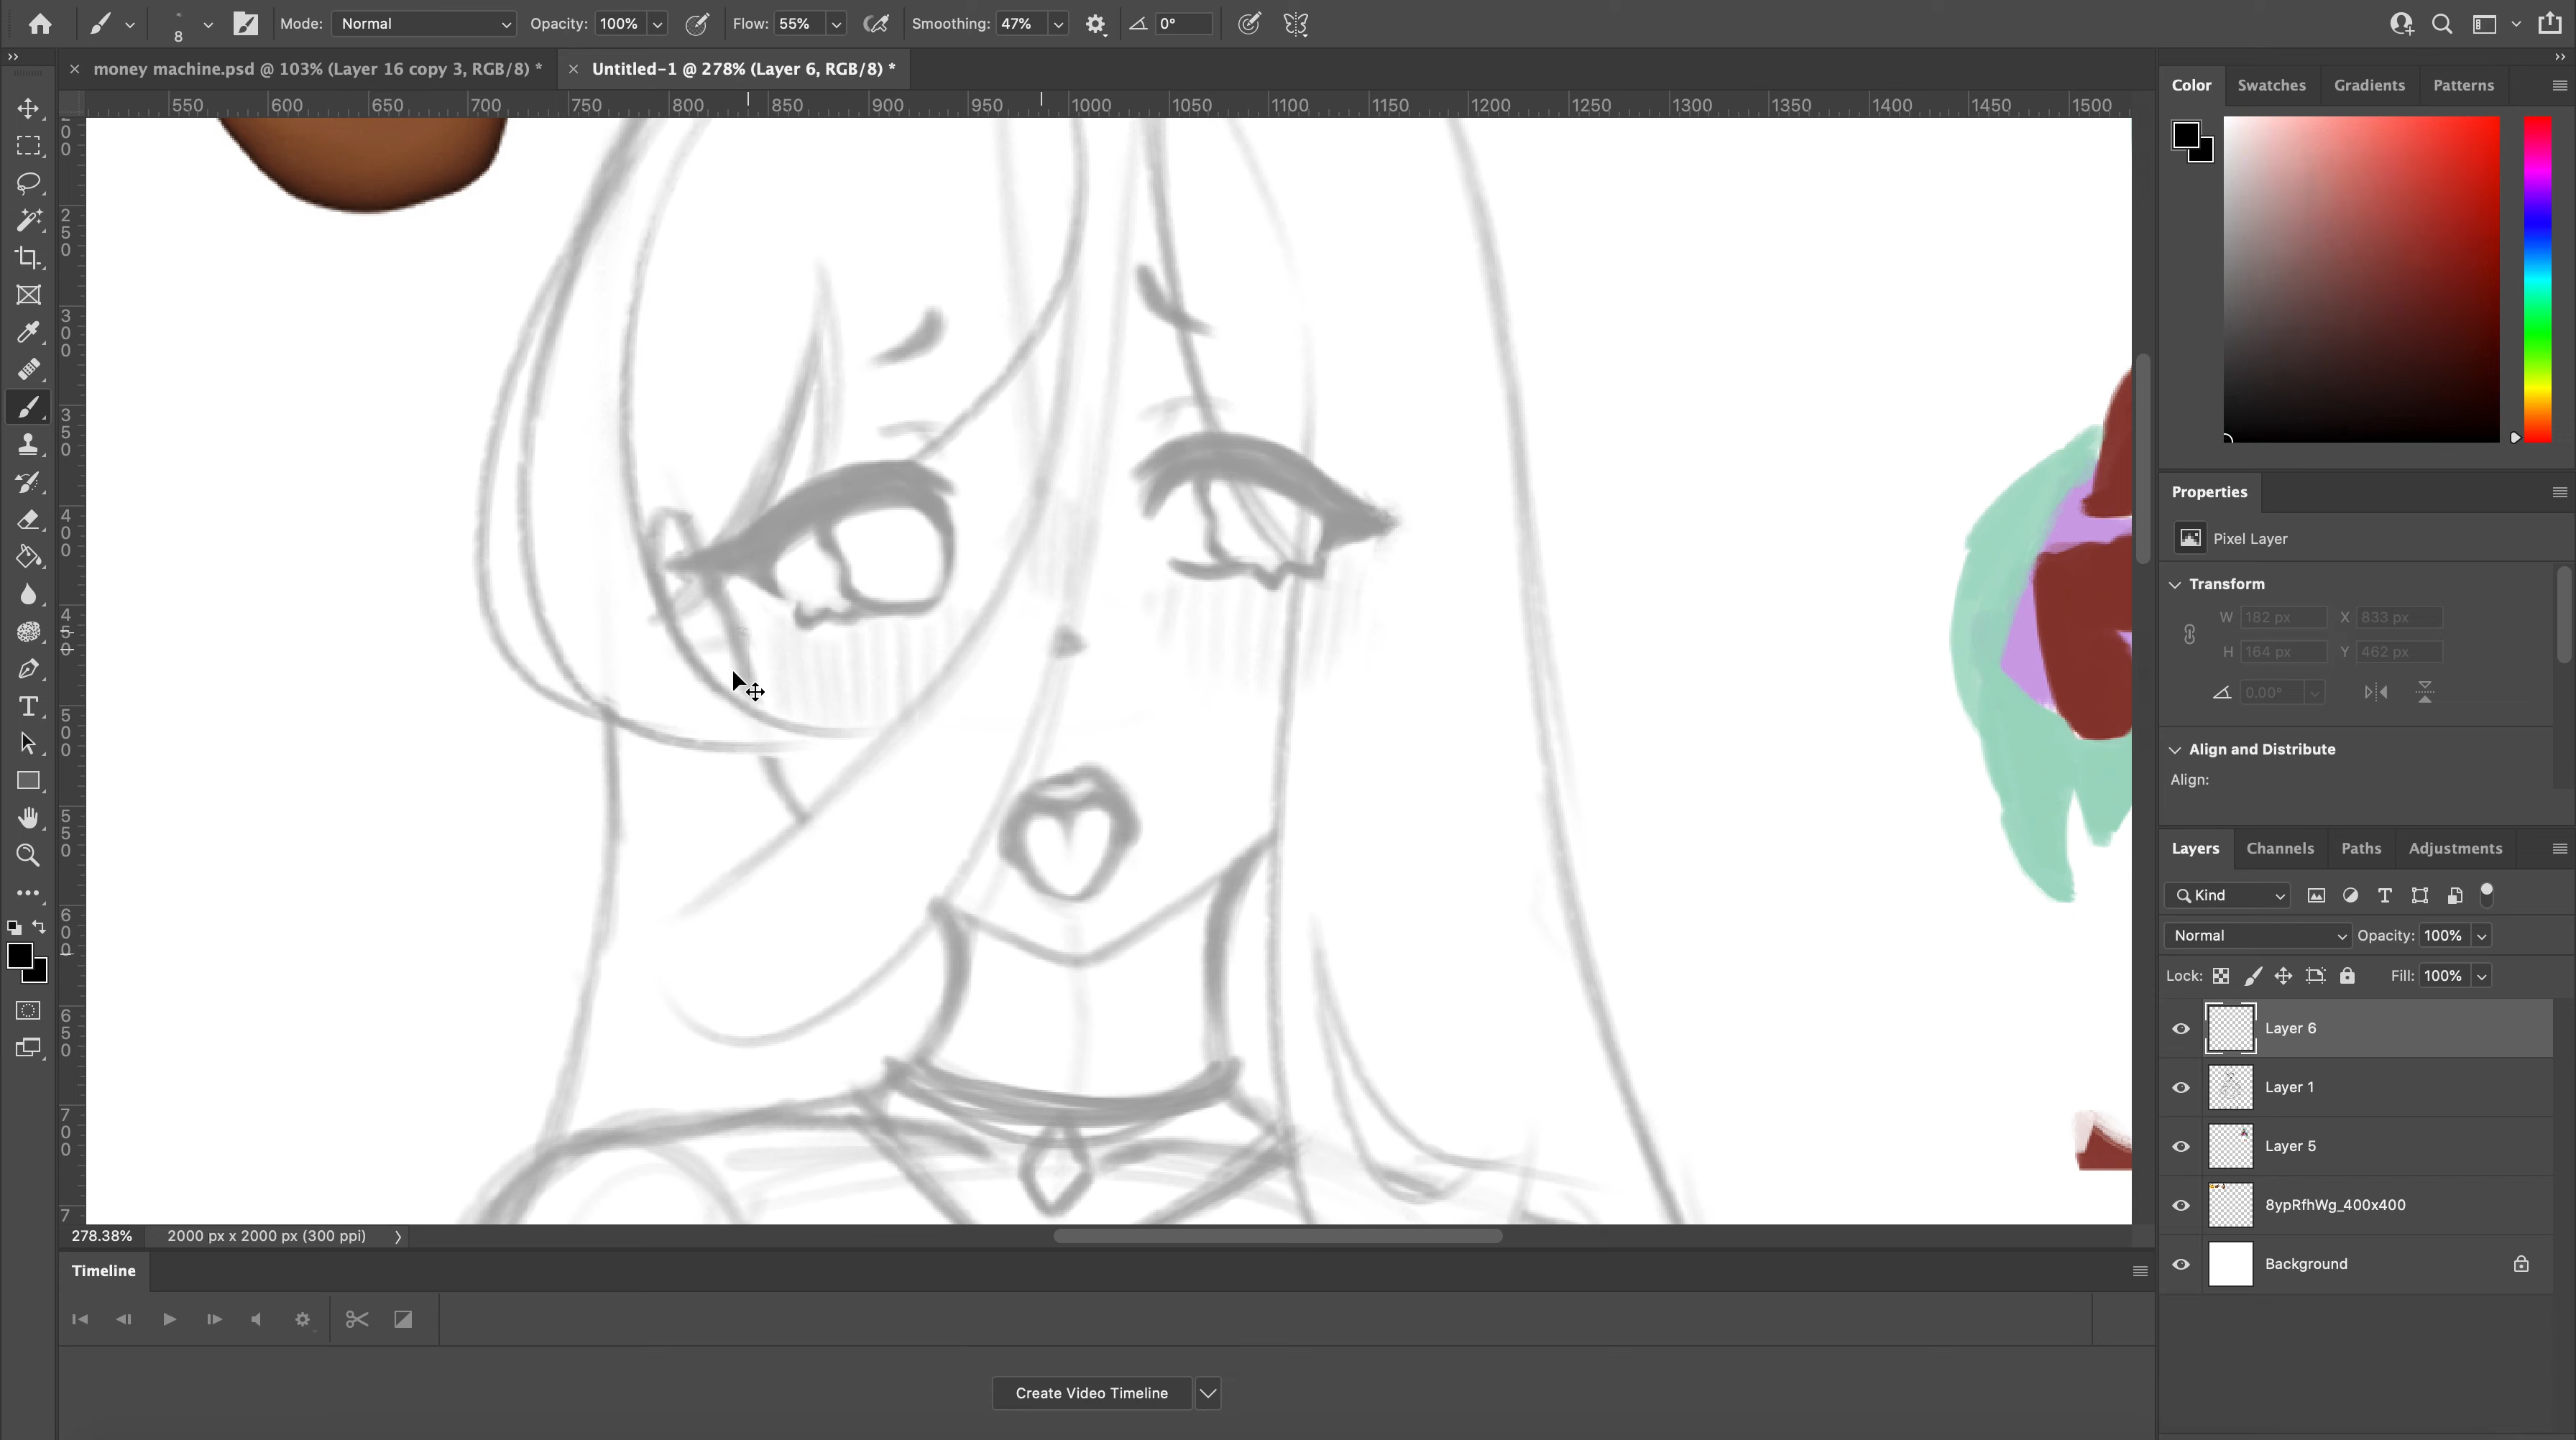 8 Mode: Normal Opacity: 100% Flow: 55% Smoothing: 47% 0°
money machine.psd @ 103% (Layer 16 copy 3, RGB/8) *
Untitled-1 @ 278% (Layer 6, RGB/8) *
550 600 650 700 750 800 850 900 950 1000 1050 1100 1150 1200 1250 1300 1350 1400 1450 1500
250
300
350
400
450
500
550
600
650
700
7
278.38% 2000 px x 2000 px (300 ppi)
Timeline
Create Video Timeline
Color Swatches Gradients Patterns
Properties
Pixel Layer
Transform
W 182 px X 833 px
H 164 px Y 462 px
0.00°
Align and Distribute
Align:
Layers Channels Paths Adjustments
Kind
Normal Opacity: 100%
Lock: Fill: 100%
Layer 6
Layer 1
Layer 5
8ypRfhWg_400x400
Background